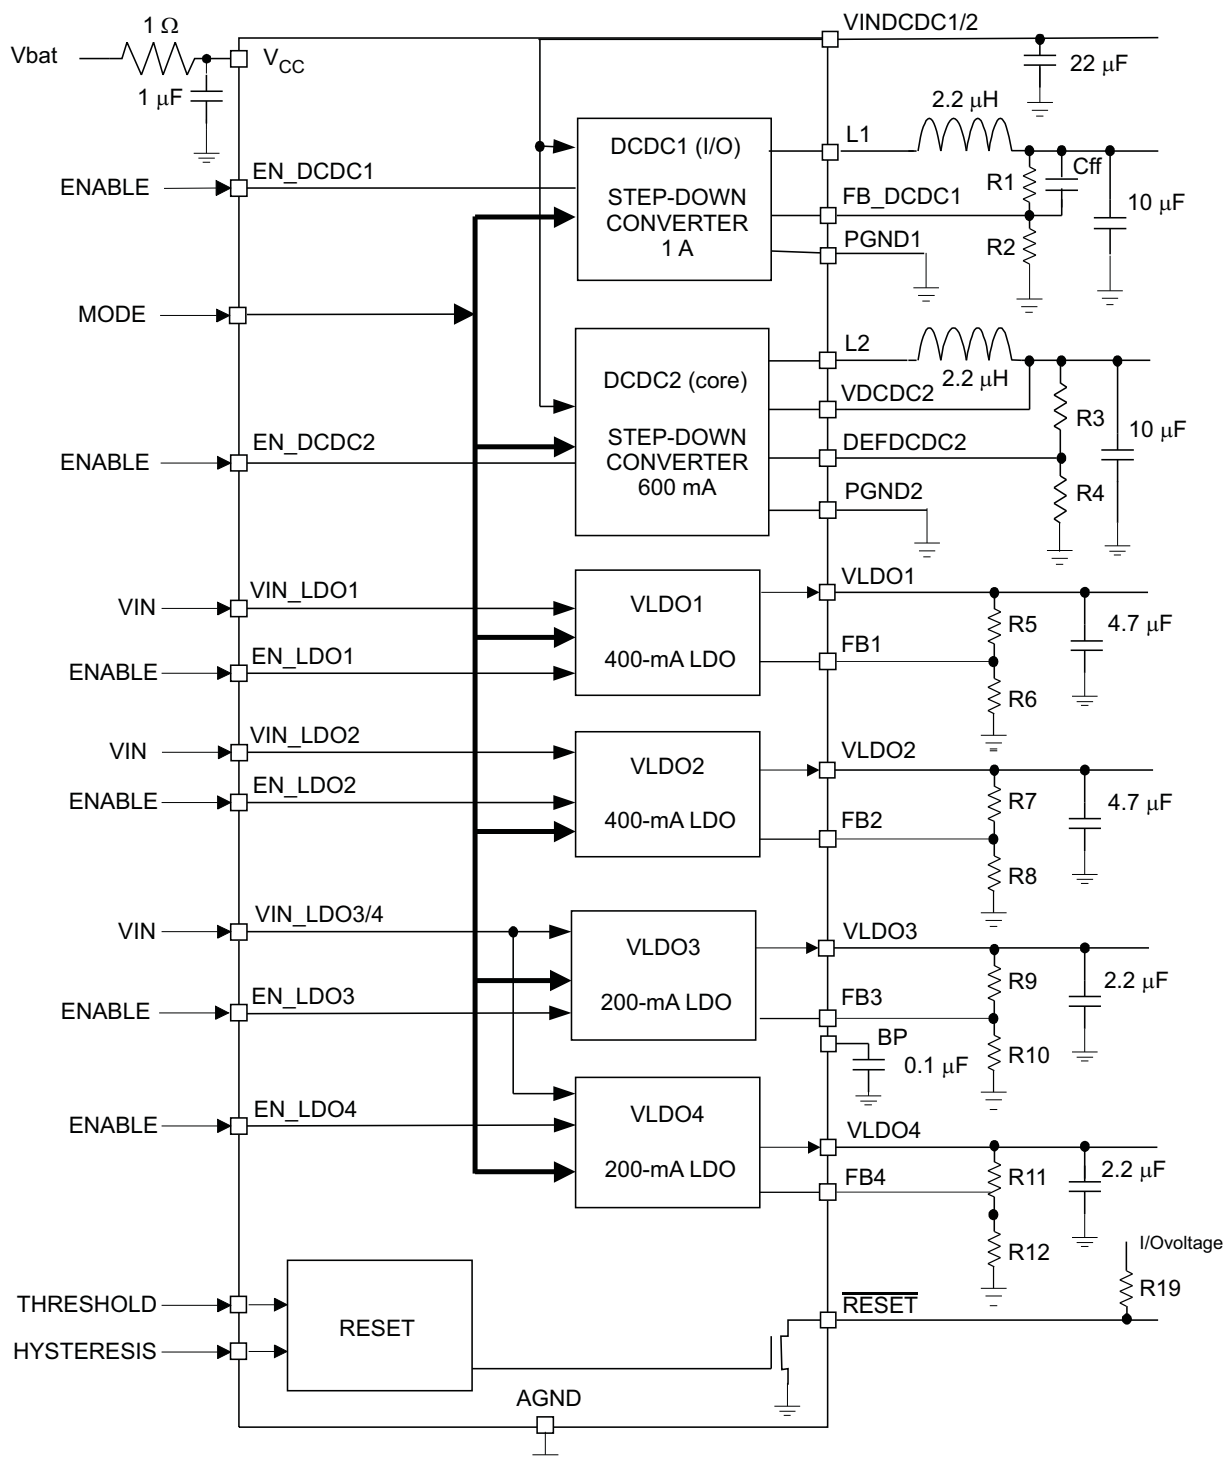 VINDCDC1/2
1 Ω
Vbat
VCC
1 μF
22 μF
2.2 μH
DCDC1 (I/O)
L1
EN_DCDC1
ENABLE
STEP-DOWN
CONVERTER
1 A
FB_DCDC1
R1
Cff
10 μF
PGND1
R2
MODE
L2
2.2 μH
DCDC2 (core)
VDCDC2
R3
EN_DCDC2
ENABLE
STEP-DOWN
CONVERTER
600 mA
DEFDCDC2
10 μF
PGND2
R4
VIN
VIN_LDO1
VLDO1
VLDO1
R5
4.7 μF
ENABLE
EN_LDO1
400-mA LDO
FB1
R6
VIN
VIN_LDO2
VLDO2
VLDO2
ENABLE
EN_LDO2
R7
4.7 μF
400-mA LDO
FB2
R8
VIN
VIN_LDO3/4
VLDO3
VLDO3
R9
2.2 μF
ENABLE
EN_LDO3
200-mA LDO
FB3
BP
0.1 μF
R10
ENABLE
EN_LDO4
VLDO4
VLDO4
200-mA LDO
FB4
R11
2.2 μF
R12
I/Ovoltage
R19
THRESHOLD
HYSTERESIS
RESET
RESET
AGND